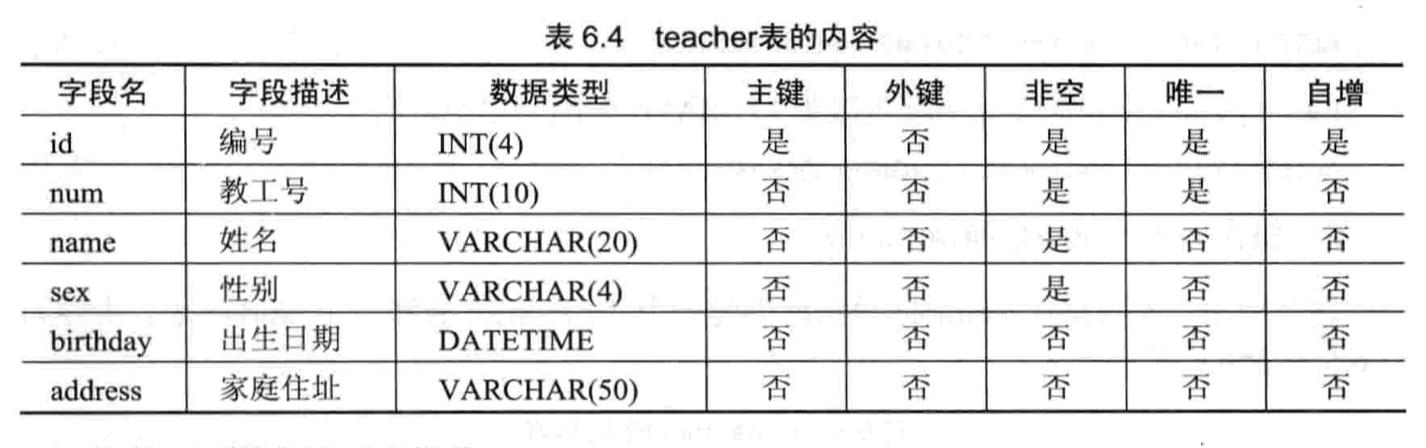 表 6.4 teacher表的内容
字段名 字段描述 数据类型 主键 外键 非空 唯一 自增
id 编号 INT(4) 是 否 是 是 是
num 教工号 INT(10) 否 否 是 是 否
name 姓名 VARCHAR(20) 否 否 是 否 否
sex 性别 VARCHAR(4) 否 否 是 否 否
birthday 出生日期 DATETIME 否 否 否 否 否
address 家庭住址 VARCHAR(50) 否 否 否 否 否